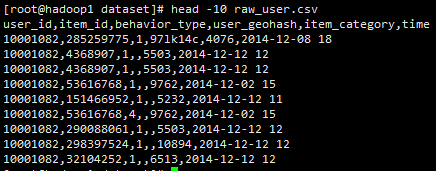 [root@hadoop1 dataset]# head -10 raw_user.csv
user_id,item_id,behavior_type,user_geohash,item_category,time
10001082,285259775,1,97lk14c,4076,2014-12-08 18
10001082,4368907,1,,5503,2014-12-12 12
10001082,4368907,1,,5503,2014-12-12 12
10001082,53616768,1,,9762,2014-12-02 15
10001082,151466952,1,,5232,2014-12-12 11
10001082,53616768,4,,9762,2014-12-02 15
10001082,290088061,1,,5503,2014-12-12 12
10001082,298397524,1,,10894,2014-12-12 12
10001082,32104252,1,,6513,2014-12-12 12